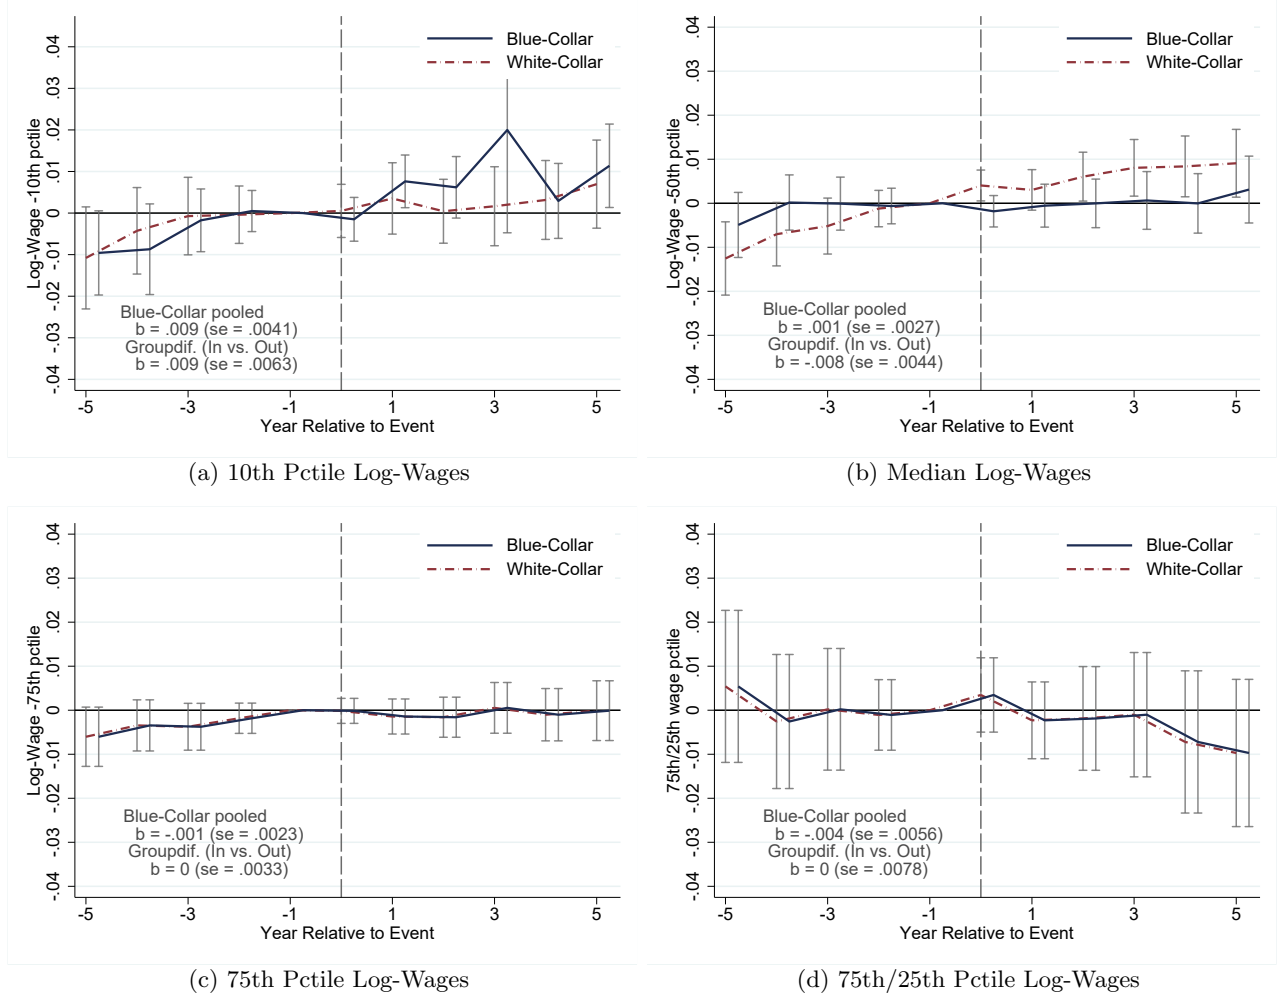 Blue-Collar
White-Collar
.04
.03
.02
.01
0
-.01
-.02
-.03
-.04
Log-Wage -10th pctile
Blue-Collar pooled
b = .009 (se = .0041)
Groupdif. (In vs. Out)
b = .009 (se = .0063)
-5 -3 -1 1 3 5
Year Relative to Event
(a) 10th Pctile Log-Wages
Blue-Collar
White-Collar
.04
.03
.02
.01
0
-.01
-.02
-.03
-.04
Log-Wage -50th pctile
Blue-Collar pooled
b = .001 (se = .0027)
Groupdif. (In vs. Out)
b = -.008 (se = .0044)
-5 -3 -1 1 3 5
Year Relative to Event
(b) Median Log-Wages
Blue-Collar
White-Collar
.04
.03
.02
.01
0
-.01
-.02
-.03
-.04
Log-Wage -75th pctile
Blue-Collar pooled
b = -.001 (se = .0023)
Groupdif. (In vs. Out)
b = 0 (se = .0033)
-5 -3 -1 1 3 5
Year Relative to Event
(c) 75th Pctile Log-Wages
Blue-Collar
White-Collar
.04
.03
.02
.01
0
-.01
-.02
-.03
-.04
75th/25th wage pctile
Blue-Collar pooled
b = -.004 (se = .0056)
Groupdif. (In vs. Out)
b = 0 (se = .0078)
-5 -3 -1 1 3 5
Year Relative to Event
(d) 75th/25th Pctile Log-Wages